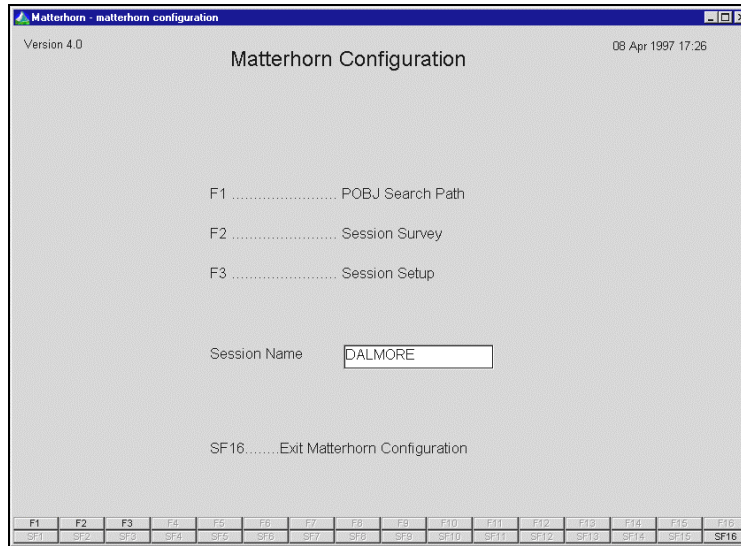 Matterhorn - matterhorn configuration
Version 4.0
Matterhorn Configuration
08 Apr 1997 17:26
F1 ........................ POBJ Search Path
F2 ........................ Session Survey
F3 ........................ Session Setup
Session Name DALMORE
SF16........Exit Matterhorn Configuration
F1 F2 F3 F4 F5 F6 F7 F8 F9 F10 F11 F12 F13 F14 F15 F16
SF1 SF2 SF3 SF4 SF5 SF6 SF7 SF8 SF9 SF10 SF11 SF12 SF13 SF14 SF15 SF16